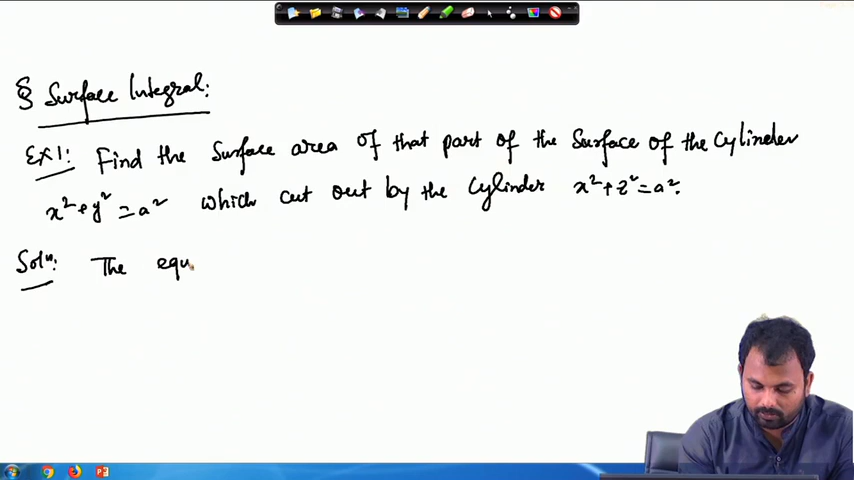 § Surface Integral:
Ex1: Find the surface area of that part of the surface of the cylinder
x²+y²=a² which cut out by the cylinder x²+z²=a².
Solⁿ: The equ